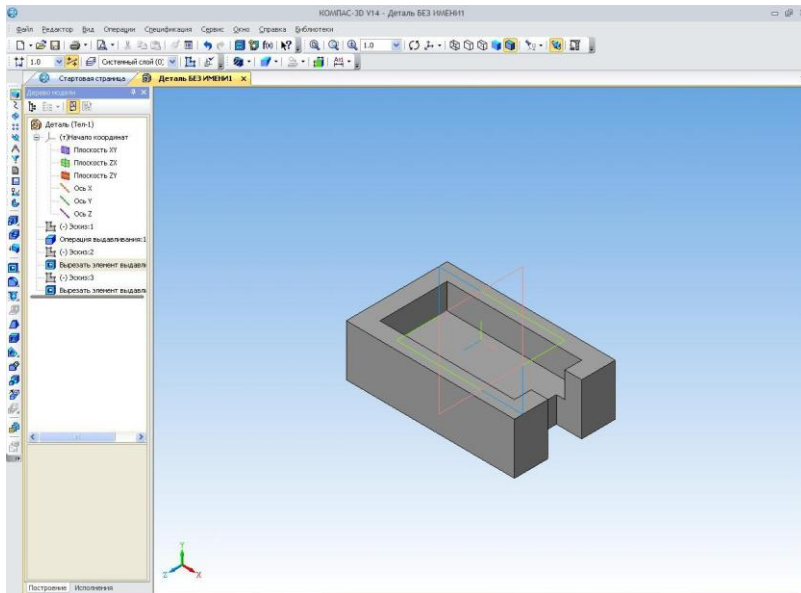 КОМПАС-3D V14 - Деталь БЕЗ ИМЕНИ1
Файл Редактор Вид Операции Спецификация Сервис Окно Справка Библиотеки
1.0
1.0 Системный слой (0)
Стартовая страница Деталь БЕЗ ИМЕНИ1
Дерево модели
Деталь (Тел-1)
(т)Начало координат
Плоскость XY
Плоскость ZX
Плоскость ZY
Ось X
Ось Y
Ось Z
(-) Эскиз:1
Операция выдавливания:1
(-) Эскиз:2
Вырезать элемент выдавли
(-) Эскиз:3
Вырезать элемент выдавли
Y
Z X
Построение Исполнения